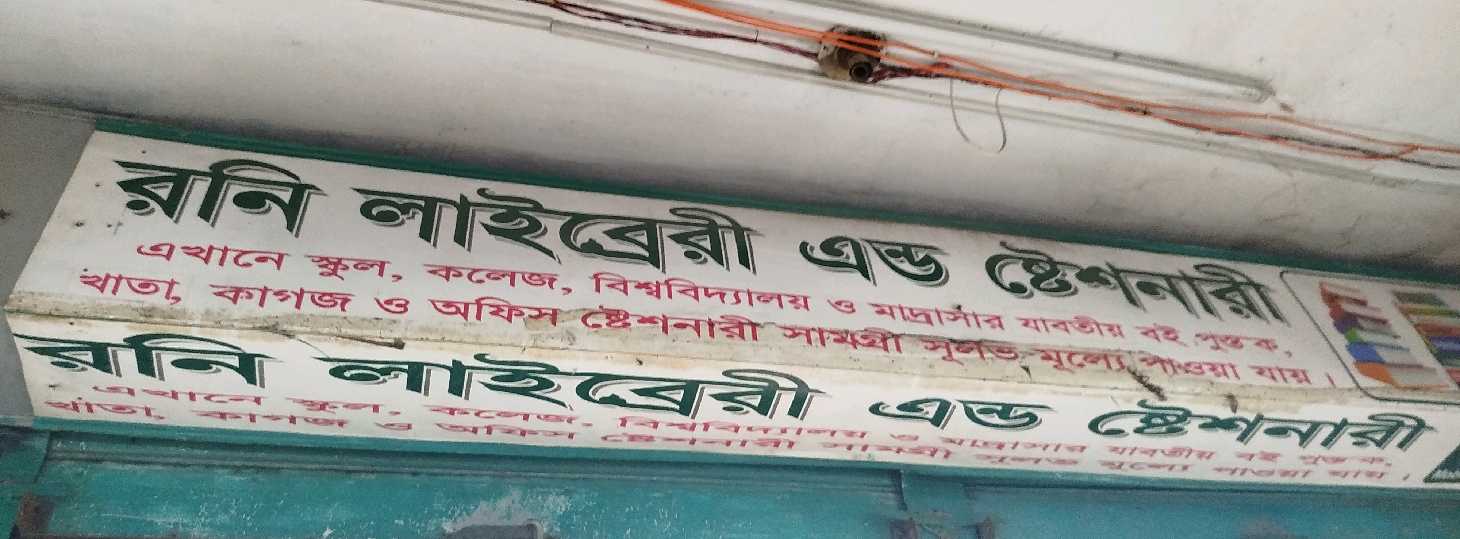 রনি লাইব্রেরী এন্ড ষ্টেশনারী
এখানে স্কুল, কলেজ, বিশ্ববিদ্যালয় ও মাদ্রাসার যাবতীয় বই পুস্তক,
খাতা, কাগজ ও অফিস ষ্টেশনারী সামগ্রী সূলভ মূল্যে পাওয়া যায়।
রনি লাইব্রেরী এন্ড ষ্টেশনারী
এখানে স্কুল, কলেজ, বিশ্ববিদ্যালয় ও মাদ্রাসার যাবতীয় বই পুস্তক,
খাতা, কাগজ ও অফিস ষ্টেশনারী সামগ্রী সূলভ মূল্যে পাওয়া যায়।